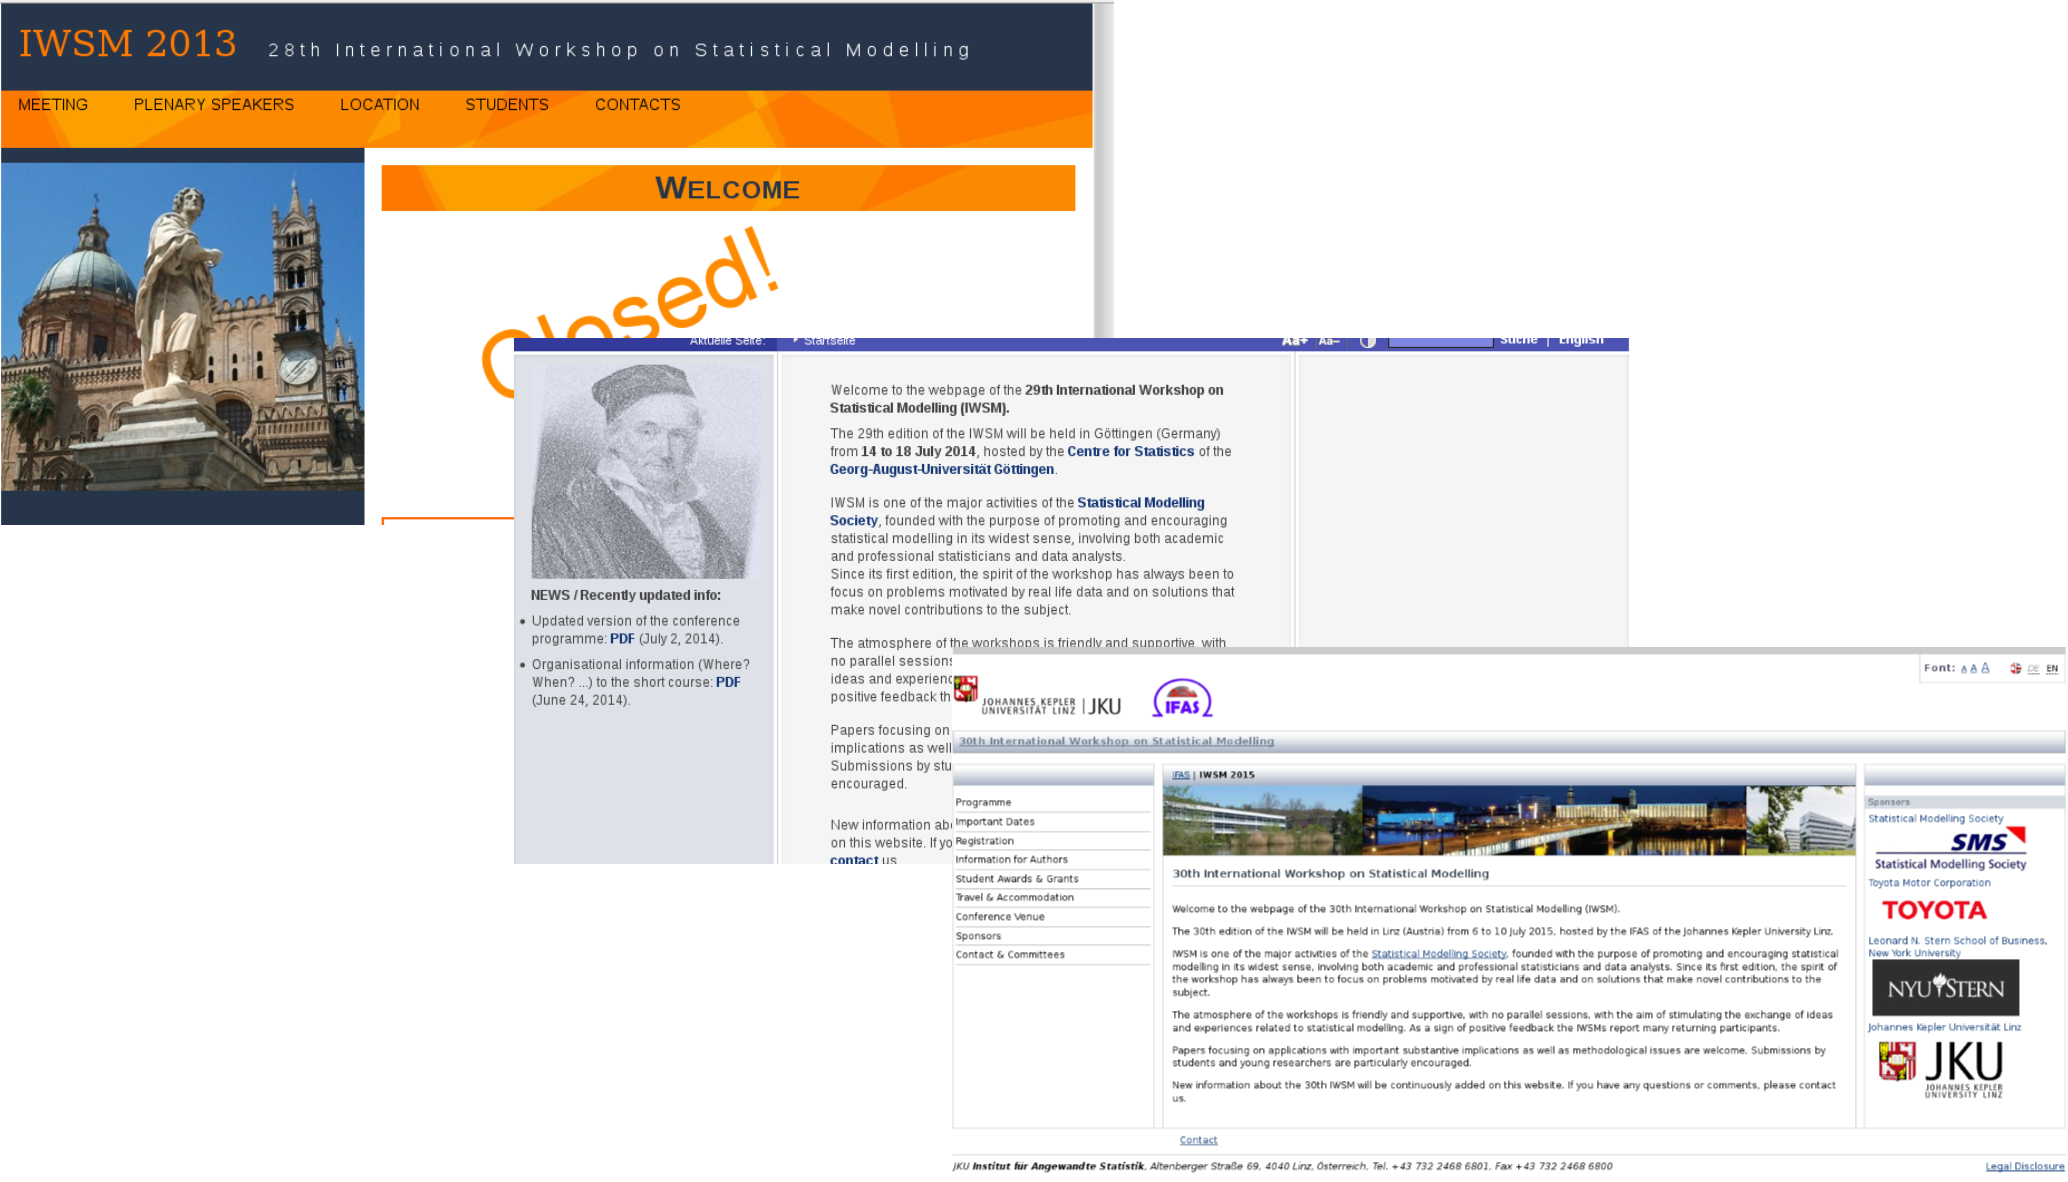 IWSM 2013 28th International Workshop on Statistical Modelling
MEETING PLENARY SPEAKERS LOCATION STUDENTS CONTACTS
WELCOME
Closed!
Aktuelle Seite: Startseite Aa+ Aa– Suche | English
Welcome to the webpage of the 29th International Workshop on
Statistical Modelling (IWSM).
The 29th edition of the IWSM will be held in Göttingen (Germany)
from 14 to 18 July 2014, hosted by the Centre for Statistics of the
Georg-August-Universität Göttingen.
IWSM is one of the major activities of the Statistical Modelling
Society, founded with the purpose of promoting and encouraging
statistical modelling in its widest sense, involving both academic
and professional statisticians and data analysts.
Since its first edition, the spirit of the workshop has always been to
focus on problems motivated by real life data and on solutions that
make novel contributions to the subject.
The atmosphere of the workshops is friendly and supportive, with
no parallel sessions
ideas and experienc
positive feedback th
Papers focusing on
implications as well
Submissions by stu
encouraged.
New information abo
on this website. If yo
contact us
NEWS / Recently updated info:
• Updated version of the conference
programme: PDF (July 2, 2014).
• Organisational information (Where?
When? ...) to the short course: PDF
(June 24, 2014).
Font: A A A DE EN
JOHANNES KEPLER
UNIVERSITÄT LINZ | JKU
IFAS
30th International Workshop on Statistical Modelling
Programme
Important Dates
Registration
Information for Authors
Student Awards & Grants
Travel & Accommodation
Conference Venue
Sponsors
Contact & Committees
IFAS | IWSM 2015
30th International Workshop on Statistical Modelling
Welcome to the webpage of the 30th International Workshop on Statistical Modelling (IWSM).
The 30th edition of the IWSM will be held in Linz (Austria) from 6 to 10 July 2015, hosted by the IFAS of the Johannes Kepler University Linz.
IWSM is one of the major activities of the Statistical Modelling Society, founded with the purpose of promoting and encouraging statistical
modelling in its widest sense, involving both academic and professional statisticians and data analysts. Since its first edition, the spirit of
the workshop has always been to focus on problems motivated by real life data and on solutions that make novel contributions to the
subject.
The atmosphere of the workshops is friendly and supportive, with no parallel sessions, with the aim of stimulating the exchange of ideas
and experiences related to statistical modelling. As a sign of positive feedback the IWSMs report many returning participants.
Papers focusing on applications with important substantive implications as well as methodological issues are welcome. Submissions by
students and young researchers are particularly encouraged.
New information about the 30th IWSM will be continuously added on this website. If you have any questions or comments, please contact
us.
Sponsors
Statistical Modelling Society
SMS
Statistical Modelling Society
Toyota Motor Corporation
TOYOTA
Leonard N. Stern School of Business,
New York University
NYU STERN
Johannes Kepler Universität Linz
JKU
JOHANNES KEPLER
UNIVERSITY LINZ
Contact
JKU Institut für Angewandte Statistik, Altenberger Straße 69, 4040 Linz, Österreich, Tel. +43 732 2468 6801, Fax +43 732 2468 6800
Legal Disclosure